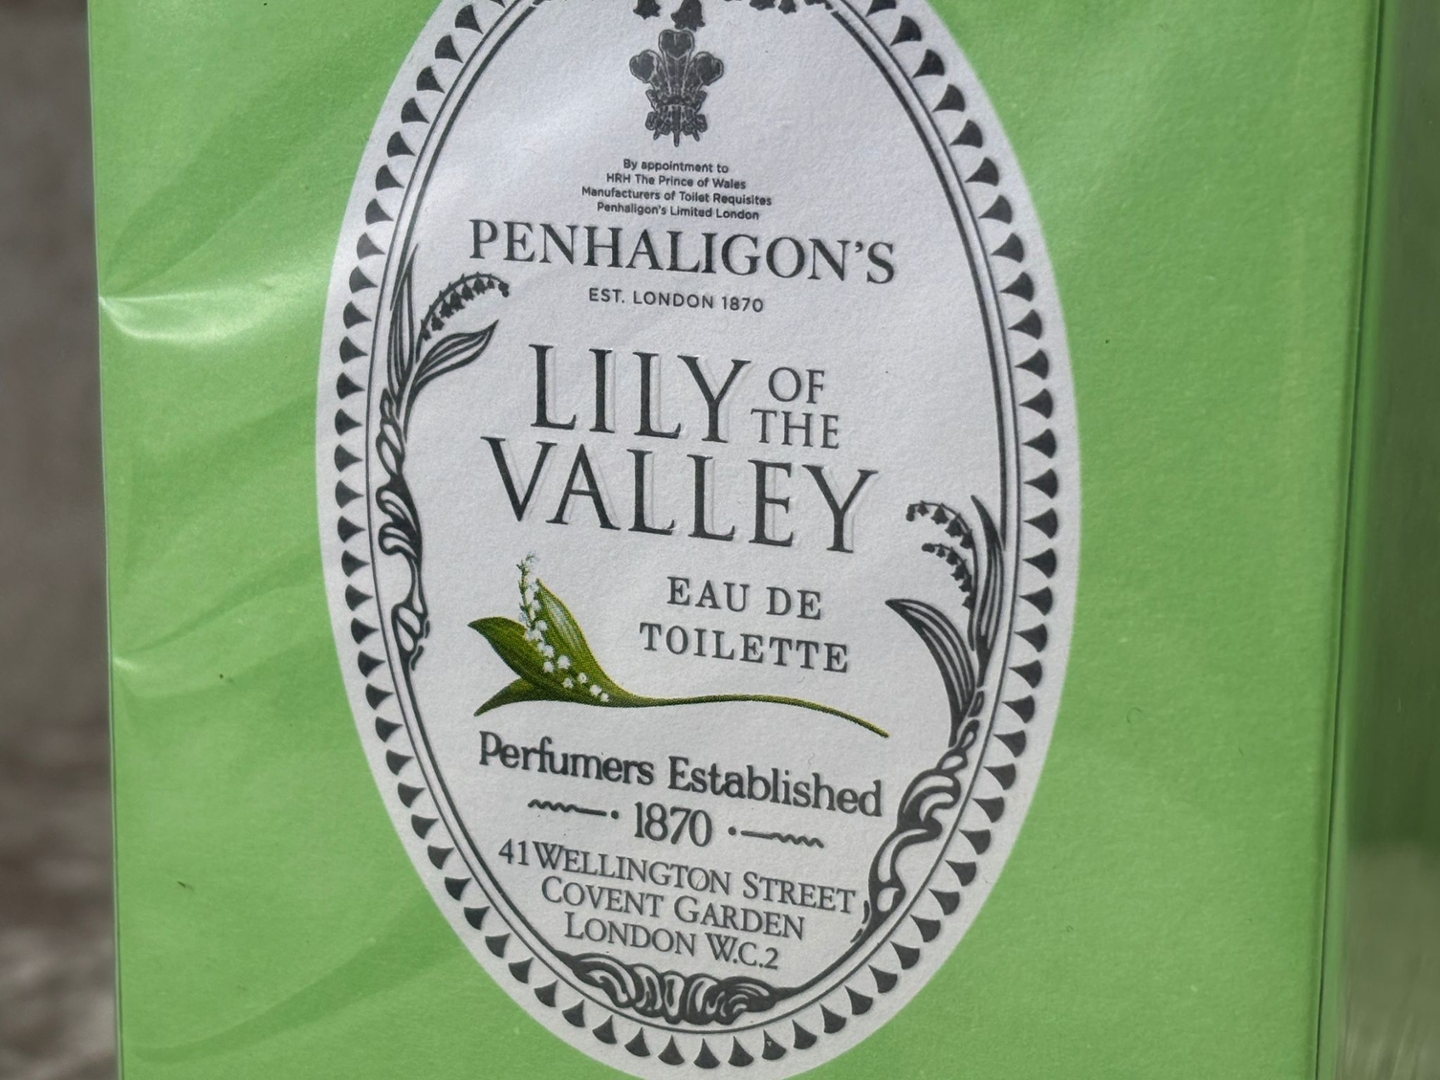 By appointment to
HRH The Prince of Wales
Manufacturers of Toilet Requisites
Penhaligon's Limited London
PENHALIGON'S
EST. LONDON 1870
LILY OF THE
VALLEY
EAU DE
TOILETTE
Perfumers Established
1870
41 WELLINGTON STREET
COVENT GARDEN
LONDON W.C.2